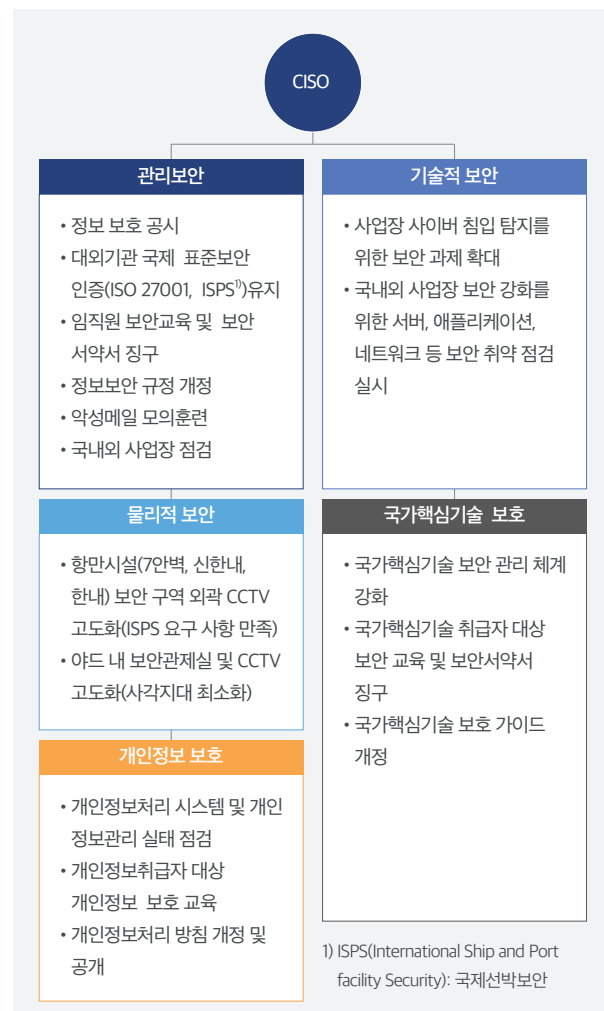 CISO
관리보안
• 정보 보호 공시
• 대외기관 국제 표준보안
인증(ISO 27001, ISPS¹⁾)유지
• 임직원 보안교육 및 보안
서약서 징구
• 정보보안 규정 개정
• 악성메일 모의훈련
• 국내외 사업장 점검
기술적 보안
• 사업장 사이버 침입 탐지를
위한 보안 과제 확대
• 국내외 사업장 보안 강화를
위한 서버, 애플리케이션,
네트워크 등 보안 취약 점검
실시
물리적 보안
• 항만시설(7안벽, 신한내,
한내) 보안 구역 외곽 CCTV
고도화(ISPS 요구 사항 만족)
• 야드 내 보안관제실 및 CCTV
고도화(사각지대 최소화)
국가핵심기술 보호
• 국가핵심기술 보안 관리 체계
강화
• 국가핵심기술 취급자 대상
보안 교육 및 보안서약서
징구
• 국가핵심기술 보호 가이드
개정
개인정보 보호
• 개인정보처리 시스템 및 개인
정보관리 실태 점검
• 개인정보취급자 대상
개인정보 보호 교육
• 개인정보처리 방침 개정 및
공개
1) ISPS(International Ship and Port
facility Security): 국제선박보안